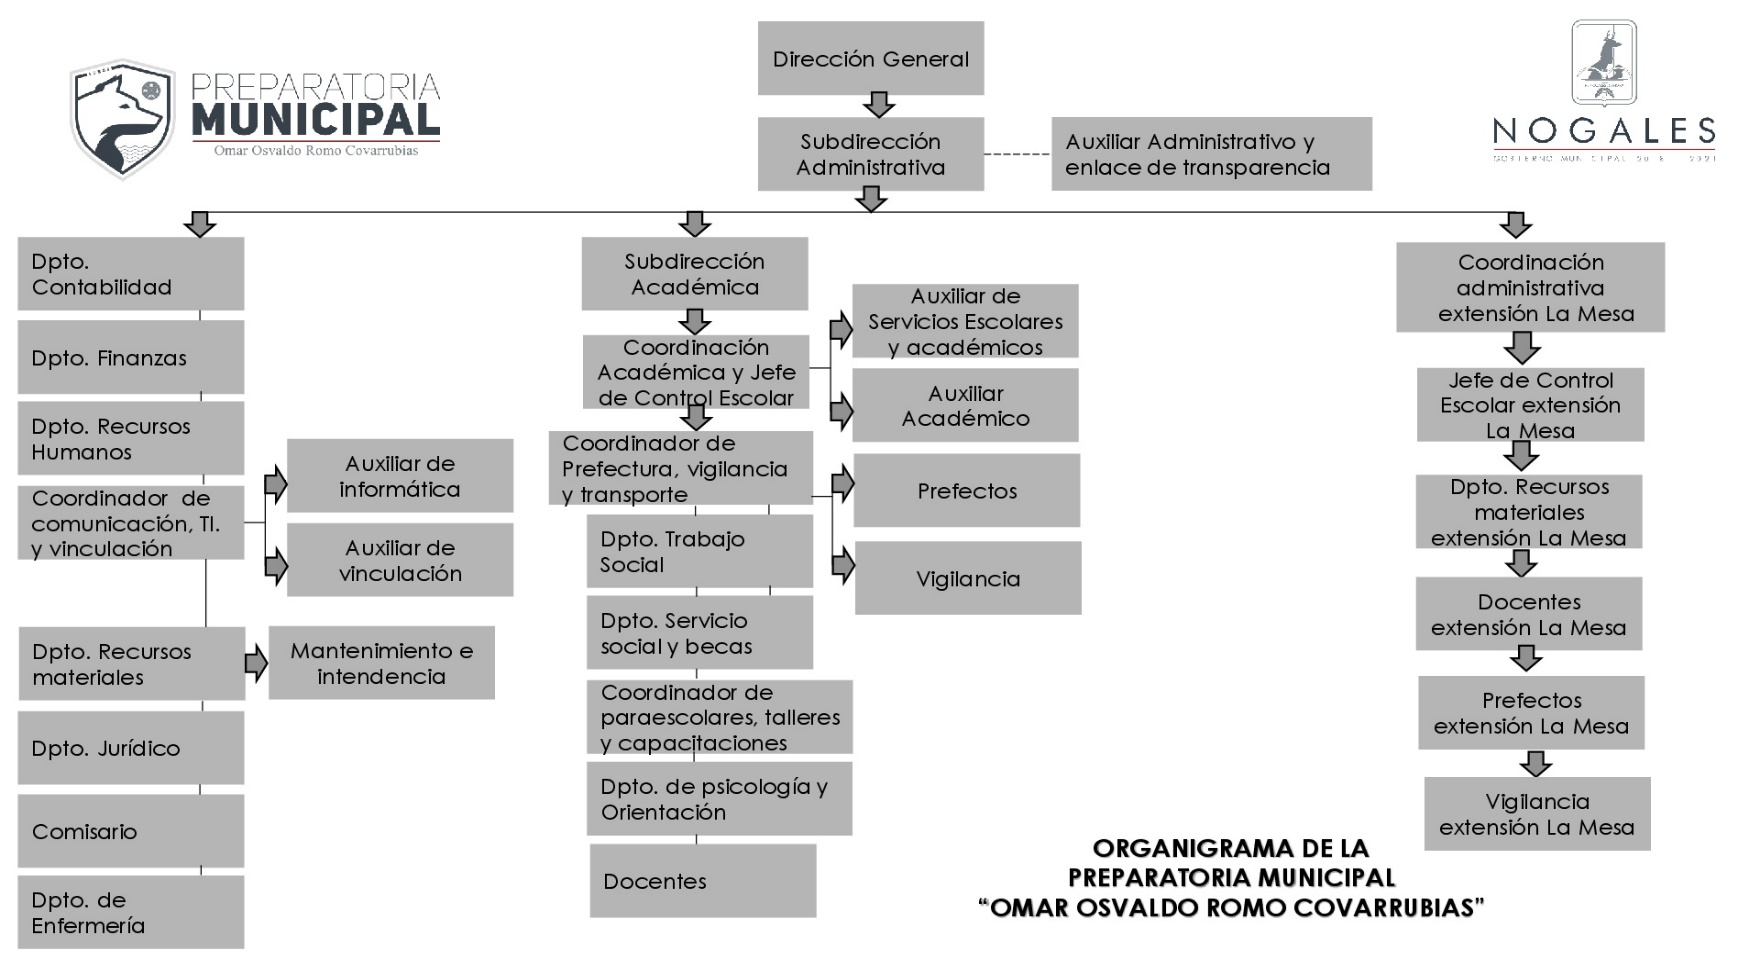 Dirección General
PREPARATORIA
MUNICIPAL
Omar Osvaldo Romo Covarrubias
NOGALES
Subdirección
Administrativa
Auxiliar Administrativo y
enlace de transparencia
Dpto.
Contabilidad
Dpto. Finanzas
Dpto. Recursos
Humanos
Coordinador de
comunicación, TI.
y vinculación
Auxiliar de
informática
Auxiliar de
vinculación
Dpto. Recursos
materiales
Mantenimiento e
intendencia
Dpto. Jurídico
Comisario
Dpto. de
Enfermería
Subdirección
Académica
Coordinación
Académica y Jefe
de Control Escolar
Auxiliar de
Servicios Escolares
y académicos
Auxiliar
Académico
Coordinador de
Prefectura, vigilancia
y transporte
Prefectos
Vigilancia
Dpto. Trabajo
Social
Dpto. Servicio
social y becas
Coordinador de
paraescolares, talleres
y capacitaciones
Dpto. de psicología y
Orientación
Docentes
Coordinación
administrativa
extensión La Mesa
Jefe de Control
Escolar extensión
La Mesa
Dpto. Recursos
materiales
extensión La Mesa
Docentes
extensión La Mesa
Prefectos
extensión La Mesa
Vigilancia
extensión La Mesa
ORGANIGRAMA DE LA
PREPARATORIA MUNICIPAL
“OMAR OSVALDO ROMO COVARRUBIAS”